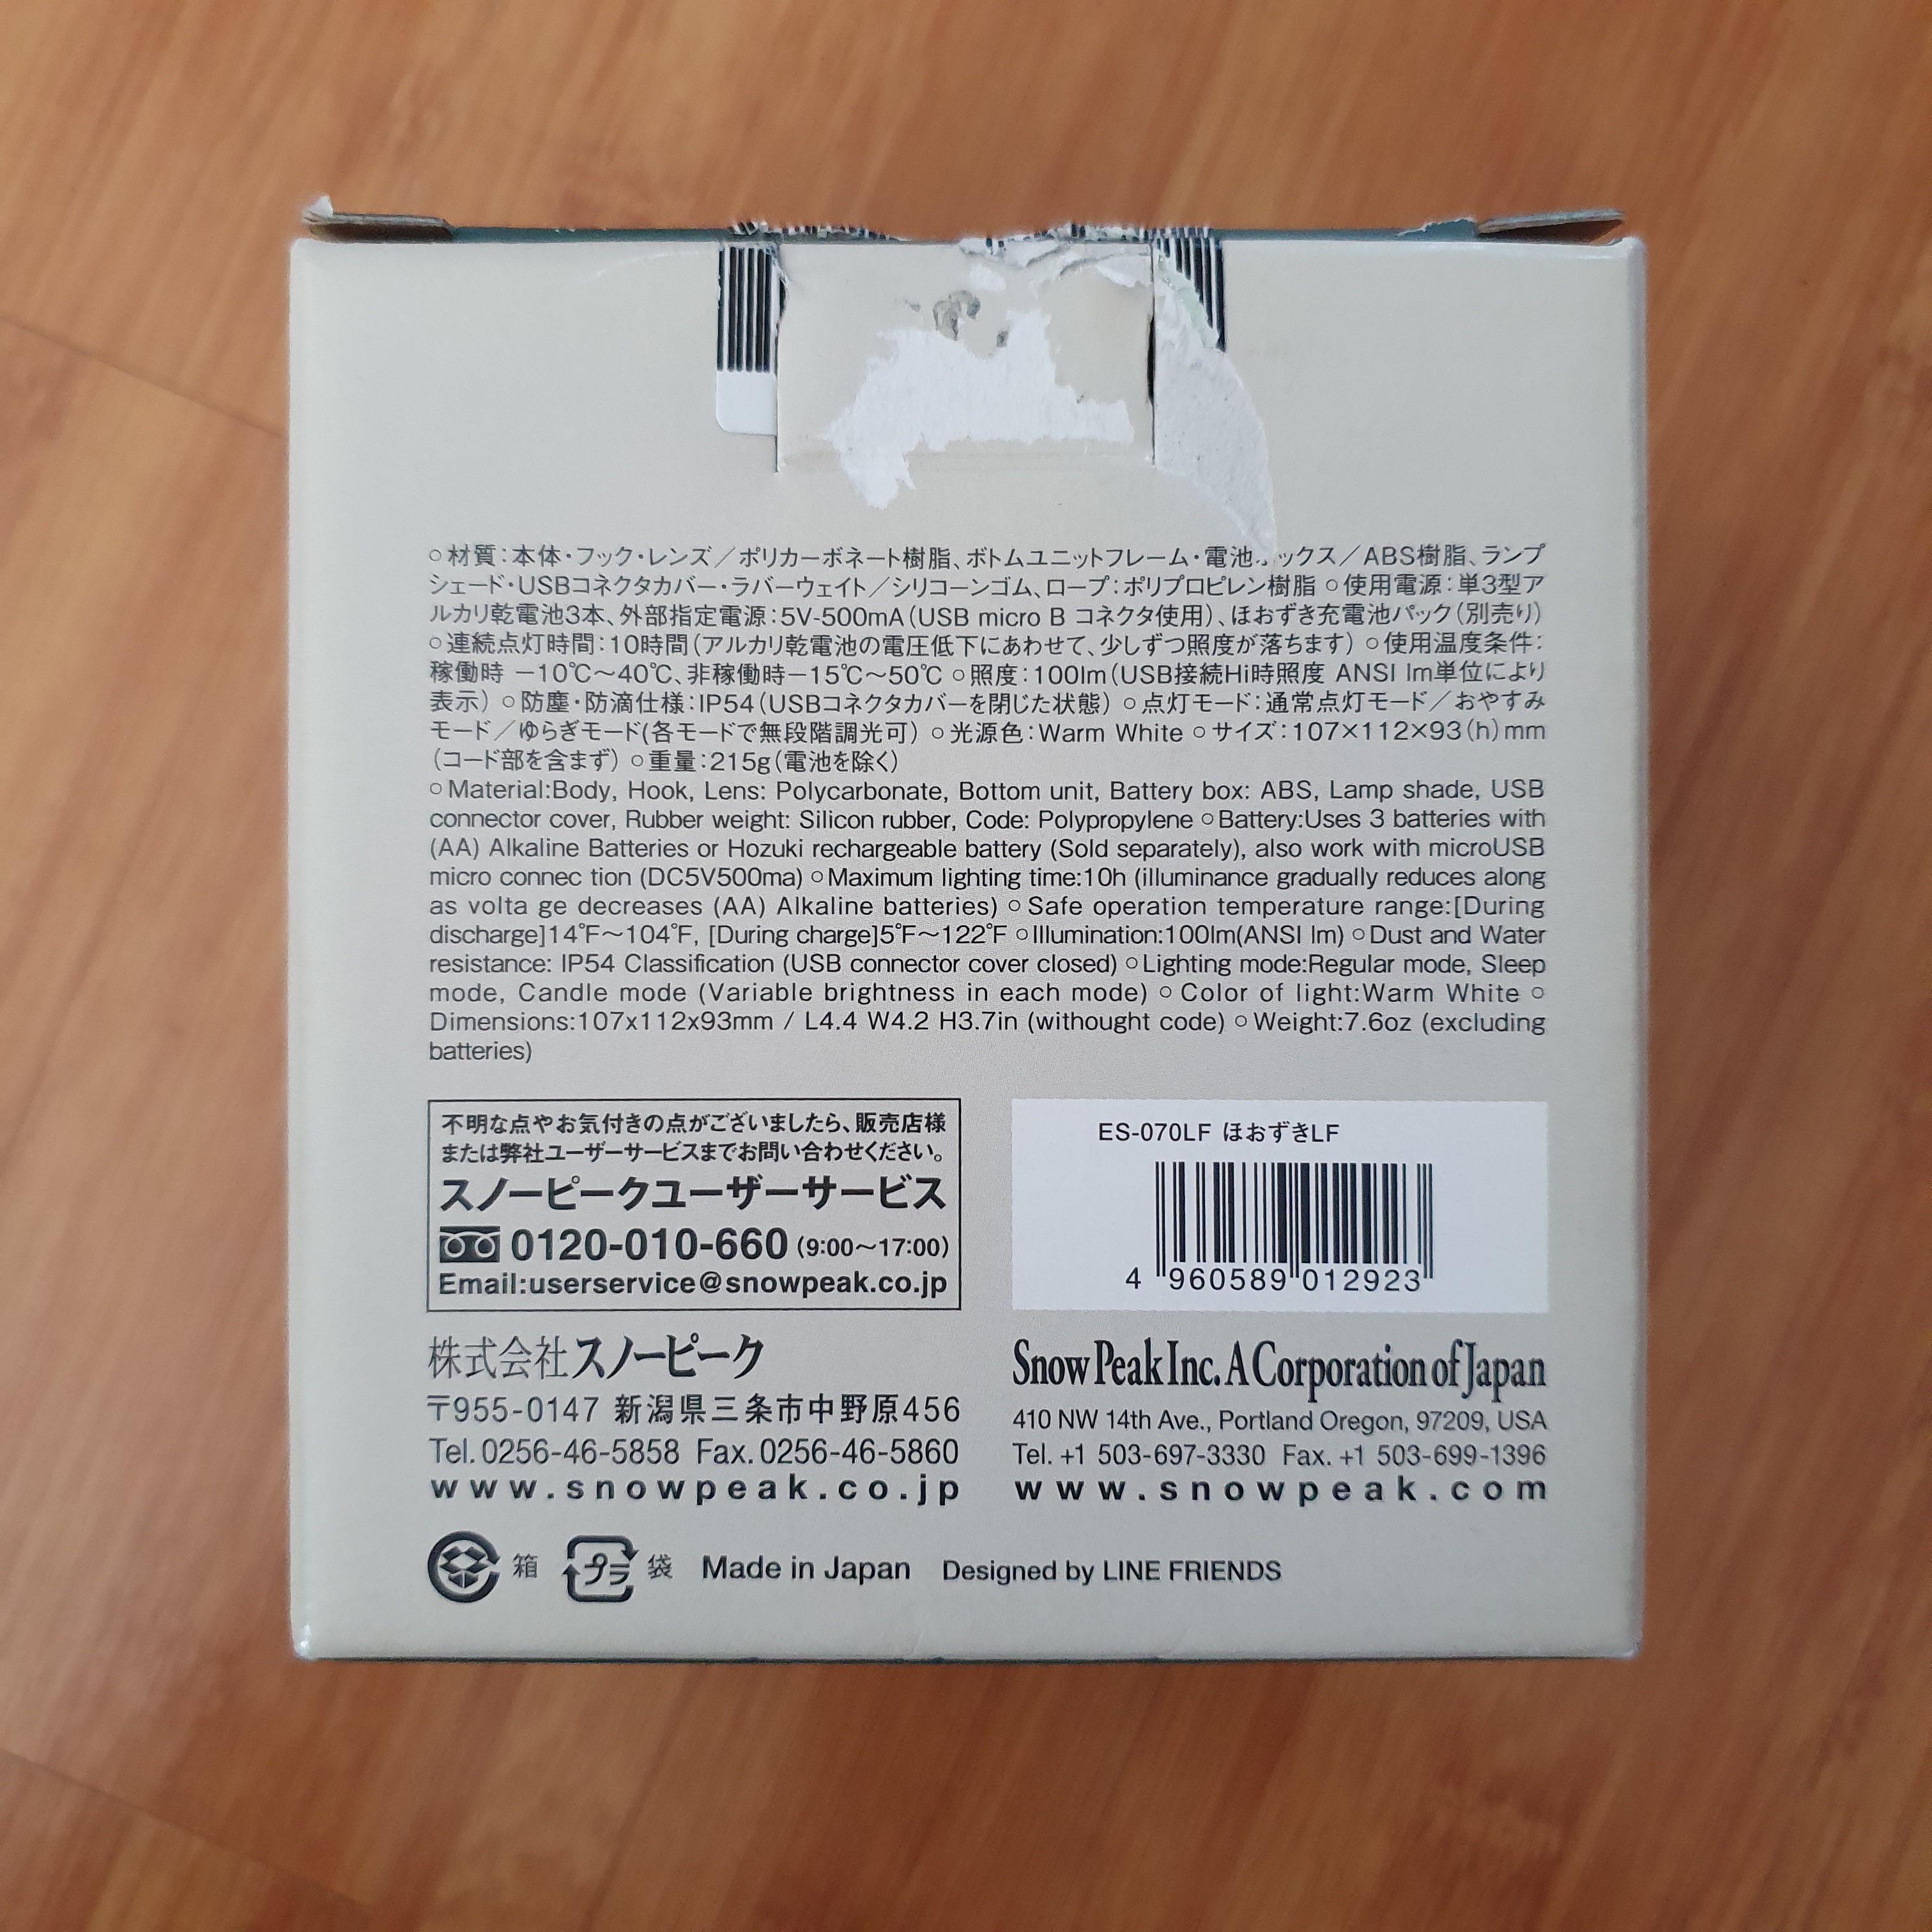 ○材質:本体・フック・レンズ／ポリカーボネート樹脂、ボトムユニットフレーム・電池 ックス／ABS樹脂、ランプ
シェード・USBコネクタカバー・ラバーウェイト／シリコーンゴム、ロープ:ポリプロピレン樹脂 ○使用電源:単3型ア
ルカリ乾電池3本、外部指定電源:5V-500mA(USB micro B コネクタ使用)、ほおずき充電池パック(別売り)
○連続点灯時間:10時間(アルカリ乾電池の電圧低下にあわせて、少しずつ照度が落ちます) ○使用温度条件:
稼働時 －10℃～40℃、非稼働時－15℃～50℃ ○照度:100lm(USB接続Hi時照度 ANSI lm単位により
表示) ○防塵・防滴仕様:IP54(USBコネクタカバーを閉じた状態) ○点灯モード:通常点灯モード／おやすみ
モード／ゆらぎモード(各モードで無段階調光可) ○光源色:Warm White ○サイズ:107×112×93(h)mm
(コード部を含まず) ○重量:215g(電池を除く)
○Material:Body, Hook, Lens: Polycarbonate, Bottom unit, Battery box: ABS, Lamp shade, USB
connector cover, Rubber weight: Silicon rubber, Code: Polypropylene ○Battery:Uses 3 batteries with
(AA) Alkaline Batteries or Hozuki rechargeable battery (Sold separately), also work with microUSB
micro connec tion (DC5V500ma) ○Maximum lighting time:10h (illuminance gradually reduces along
as volta ge decreases (AA) Alkaline batteries) ○Safe operation temperature range:[During
discharge]14°F～104°F, [During charge]5°F～122°F ○Illumination:100lm(ANSI lm) ○Dust and Water
resistance: IP54 Classification (USB connector cover closed) ○Lighting mode:Regular mode, Sleep
mode, Candle mode (Variable brightness in each mode) ○Color of light:Warm White ○
Dimensions:107x112x93mm / L4.4 W4.2 H3.7in (withought code) ○Weight:7.6oz (excluding
batteries)
不明な点やお気付きの点がございましたら、販売店様
または弊社ユーザーサービスまでお問い合わせください。
スノーピークユーザーサービス
0120-010-660 (9:00～17:00)
Email:userservice@snowpeak.co.jp
ES-070LF ほおずきLF
4 960589 012923
株式会社スノーピーク
〒955-0147 新潟県三条市中野原456
Tel.0256-46-5858 Fax.0256-46-5860
www.snowpeak.co.jp
Snow Peak Inc. A Corporation of Japan
410 NW 14th Ave., Portland Oregon, 97209, USA
Tel. +1 503-697-3330 Fax. +1 503-699-1396
www.snowpeak.com
箱 プラ 袋 Made in Japan Designed by LINE FRIENDS